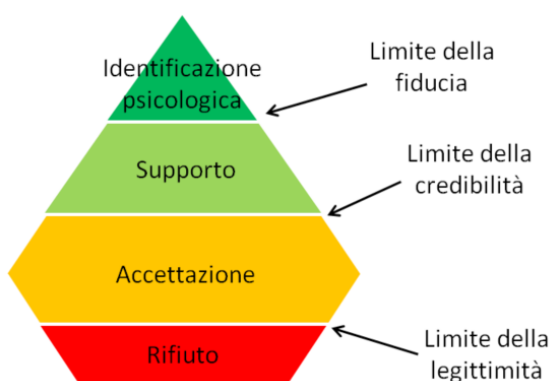 Identificazione
psicologica
Limite della
fiducia
Supporto
Limite della
credibilità
Accettazione
Rifiuto
Limite della
legittimità